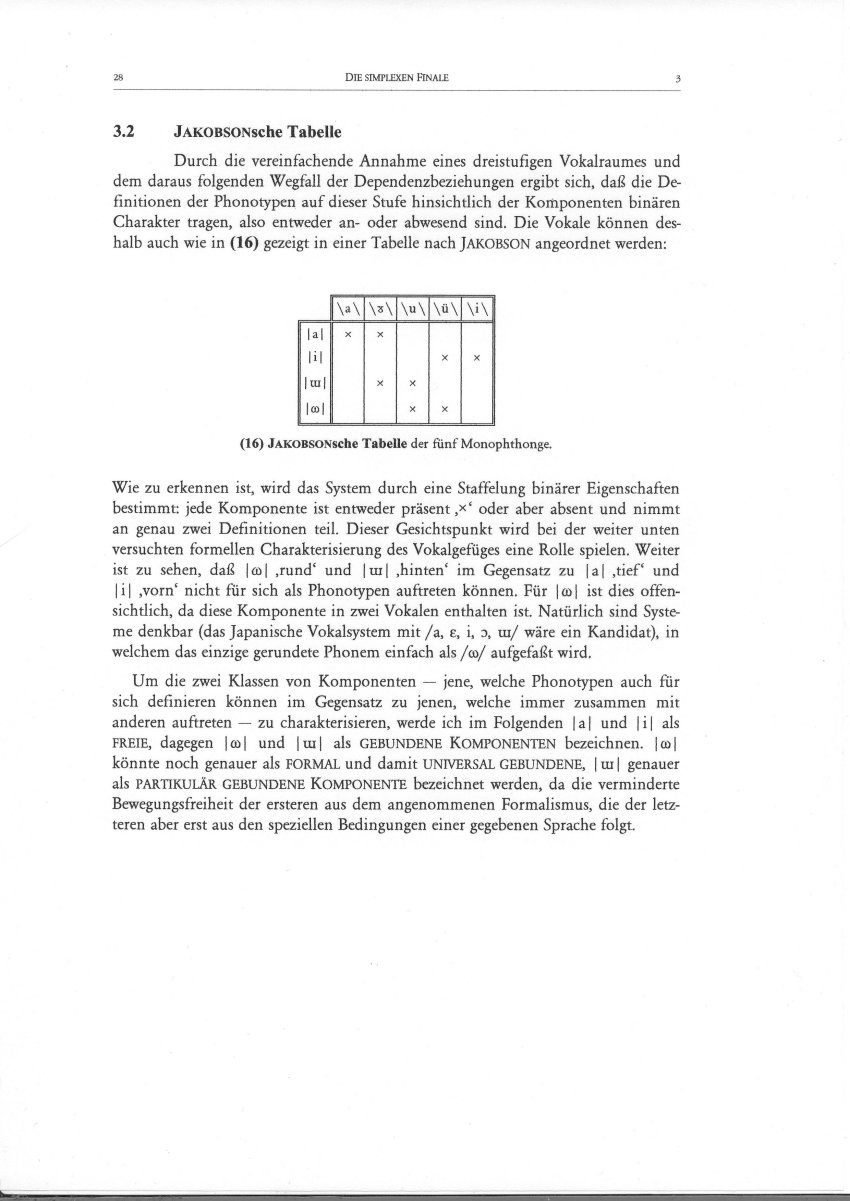 28 DIE SIMPLEXEN FINALE 3
3.2 JAKOBSONsche Tabelle
Durch die vereinfachende Annahme eines dreistufigen Vokalraumes und
dem daraus folgenden Wegfall der Dependenzbeziehungen ergibt sich, daß die De-
finitionen der Phonotypen auf dieser Stufe hinsichtlich der Komponenten binären
Charakter tragen, also entweder an- oder abwesend sind. Die Vokale können des-
halb auch wie in (16) gezeigt in einer Tabelle nach JAKOBSON angeordnet werden:
\a\ \ɤ\ \u\ \ü\ \i\
|a| × ×
|i| × ×
|ɯ| × ×
|ꞷ| × ×
(16) JAKOBSONsche Tabelle der fünf Monophthonge.
Wie zu erkennen ist, wird das System durch eine Staffelung binärer Eigenschaften
bestimmt: jede Komponente ist entweder präsent ‚×‘ oder aber absent und nimmt
an genau zwei Definitionen teil. Dieser Gesichtspunkt wird bei der weiter unten
versuchten formellen Charakterisierung des Vokalgefüges eine Rolle spielen. Weiter
ist zu sehen, daß |ꞷ| ‚rund‘ und |ɯ| ‚hinten‘ im Gegensatz zu |a| ‚tief‘ und
|i| ‚vorn‘ nicht für sich als Phonotypen auftreten können. Für |ꞷ| ist dies offen-
sichtlich, da diese Komponente in zwei Vokalen enthalten ist. Natürlich sind Syste-
me denkbar (das Japanische Vokalsystem mit /a, ɛ, i, ɔ, ɯ/ wäre ein Kandidat), in
welchem das einzige gerundete Phonem einfach als /ꞷ/ aufgefaßt wird.
Um die zwei Klassen von Komponenten — jene, welche Phonotypen auch für
sich definieren können im Gegensatz zu jenen, welche immer zusammen mit
anderen auftreten — zu charakterisieren, werde ich im Folgenden |a| und |i| als
FREIE, dagegen |ꞷ| und |ɯ| als GEBUNDENE KOMPONENTEN bezeichnen. |ꞷ|
könnte noch genauer als FORMAL und damit UNIVERSAL GEBUNDENE, |ɯ| genauer
als PARTIKULÄR GEBUNDENE KOMPONENTE bezeichnet werden, da die verminderte
Bewegungsfreiheit der ersteren aus dem angenommenen Formalismus, die der letz-
teren aber erst aus den speziellen Bedingungen einer gegebenen Sprache folgt.